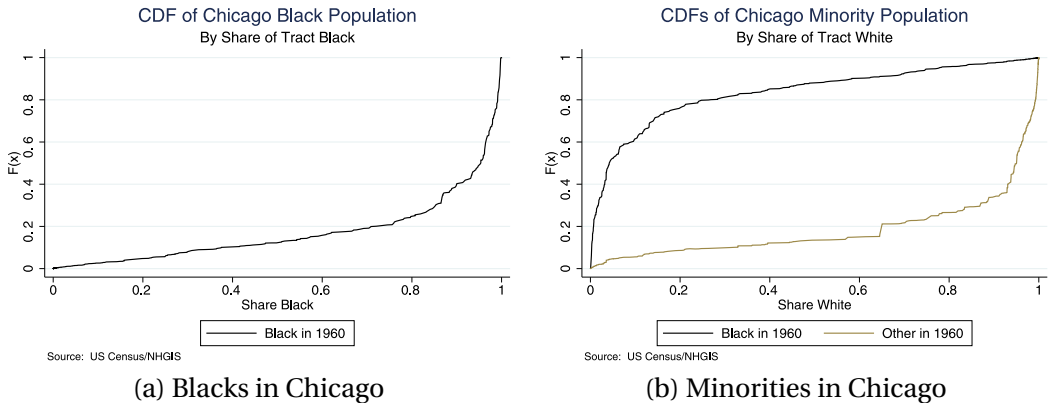 CDF of Chicago Black Population
By Share of Tract Black
F(x)
0
0.2
0.4
0.6
0.8
1
0
0.2
0.4
0.6
0.8
1
Share Black
Black in 1960
Source: US Census/NHGIS
(a) Blacks in Chicago
CDFs of Chicago Minority Population
By Share of Tract White
F(x)
0
0.2
0.4
0.6
0.8
1
0
0.2
0.4
0.6
0.8
1
Share White
Black in 1960
Other in 1960
Source: US Census/NHGIS
(b) Minorities in Chicago